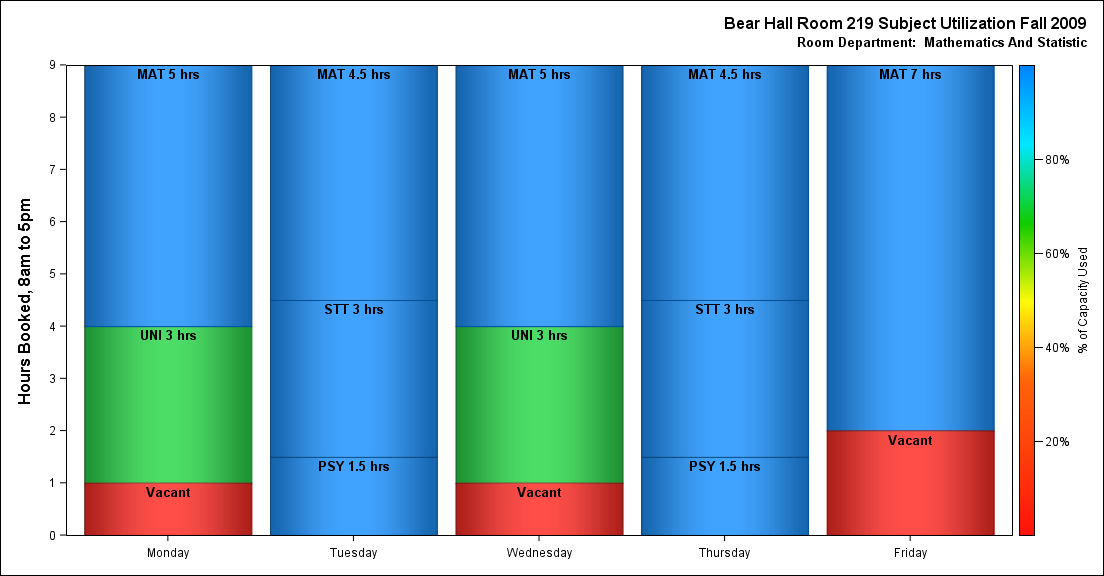 Bear Hall Room 219 Subject Utilization Fall 2009
Room Department:  Mathematics And Statistic
Hours Booked, 8am to 5pm
9
8
7
6
5
4
3
2
1
0
MAT 5 hrs
UNI 3 hrs
Vacant
MAT 4.5 hrs
STT 3 hrs
PSY 1.5 hrs
MAT 5 hrs
UNI 3 hrs
Vacant
MAT 4.5 hrs
STT 3 hrs
PSY 1.5 hrs
MAT 7 hrs
Vacant
Monday
Tuesday
Wednesday
Thursday
Friday
80%
60%
40%
20%
% of Capacity Used